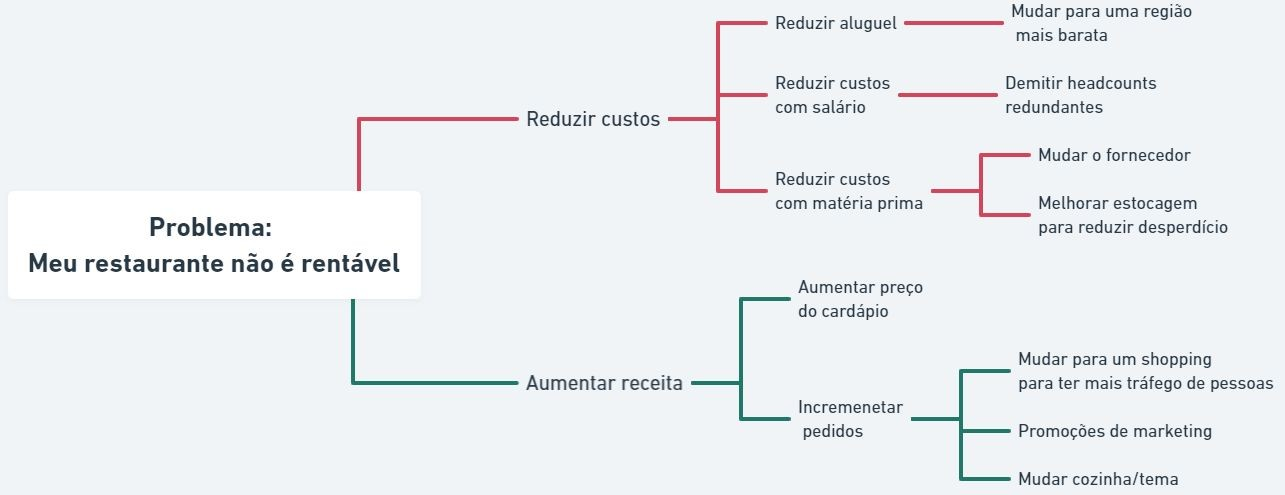 Problema:
Meu restaurante não é rentável
Reduzir custos
Reduzir aluguel
Mudar para uma região
mais barata
Reduzir custos
com salário
Demitir headcounts
redundantes
Reduzir custos
com matéria prima
Mudar o fornecedor
Melhorar estocagem
para reduzir desperdício
Aumentar receita
Aumentar preço
do cardápio
Incremenetar
pedidos
Mudar para um shopping
para ter mais tráfego de pessoas
Promoções de marketing
Mudar cozinha/tema